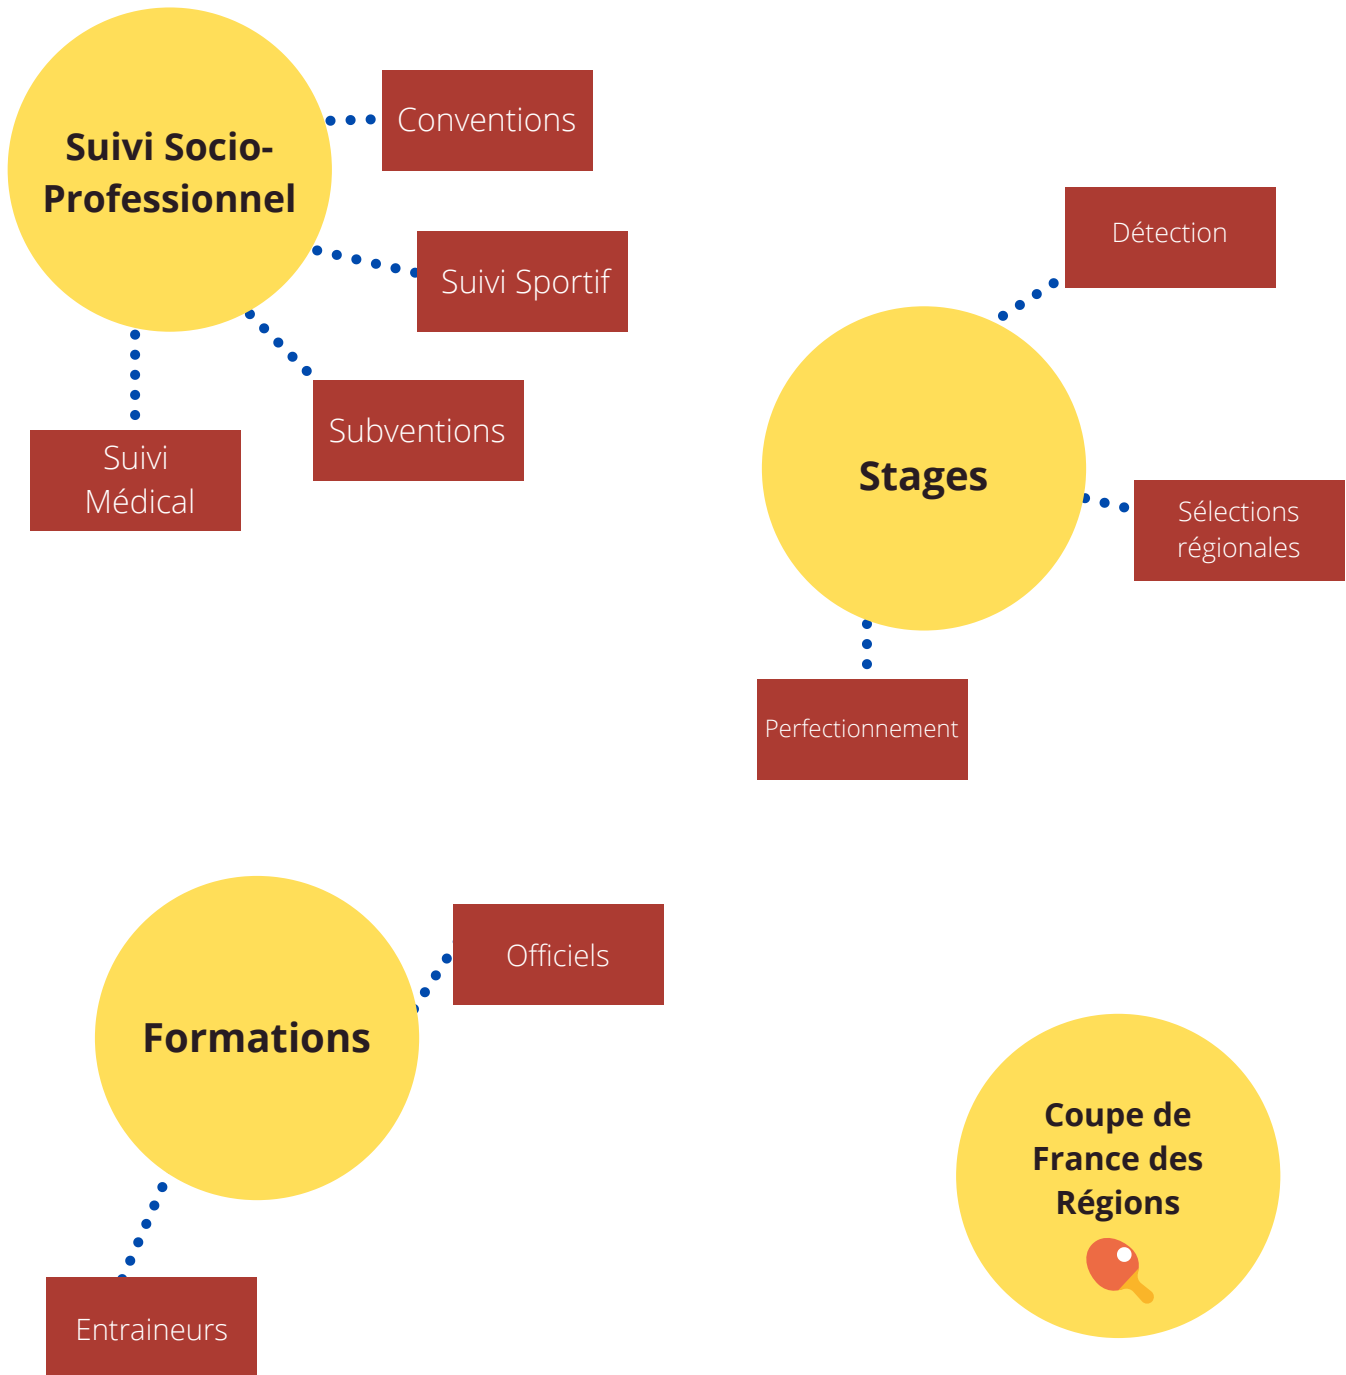 Suivi Socio-
Professionnel
Conventions
Suivi Sportif
Subventions
Suivi
Médical
Détection
Stages
Sélections
régionales
Perfectionnement
Formations
Officiels
Entraineurs
Coupe de
France des
Régions